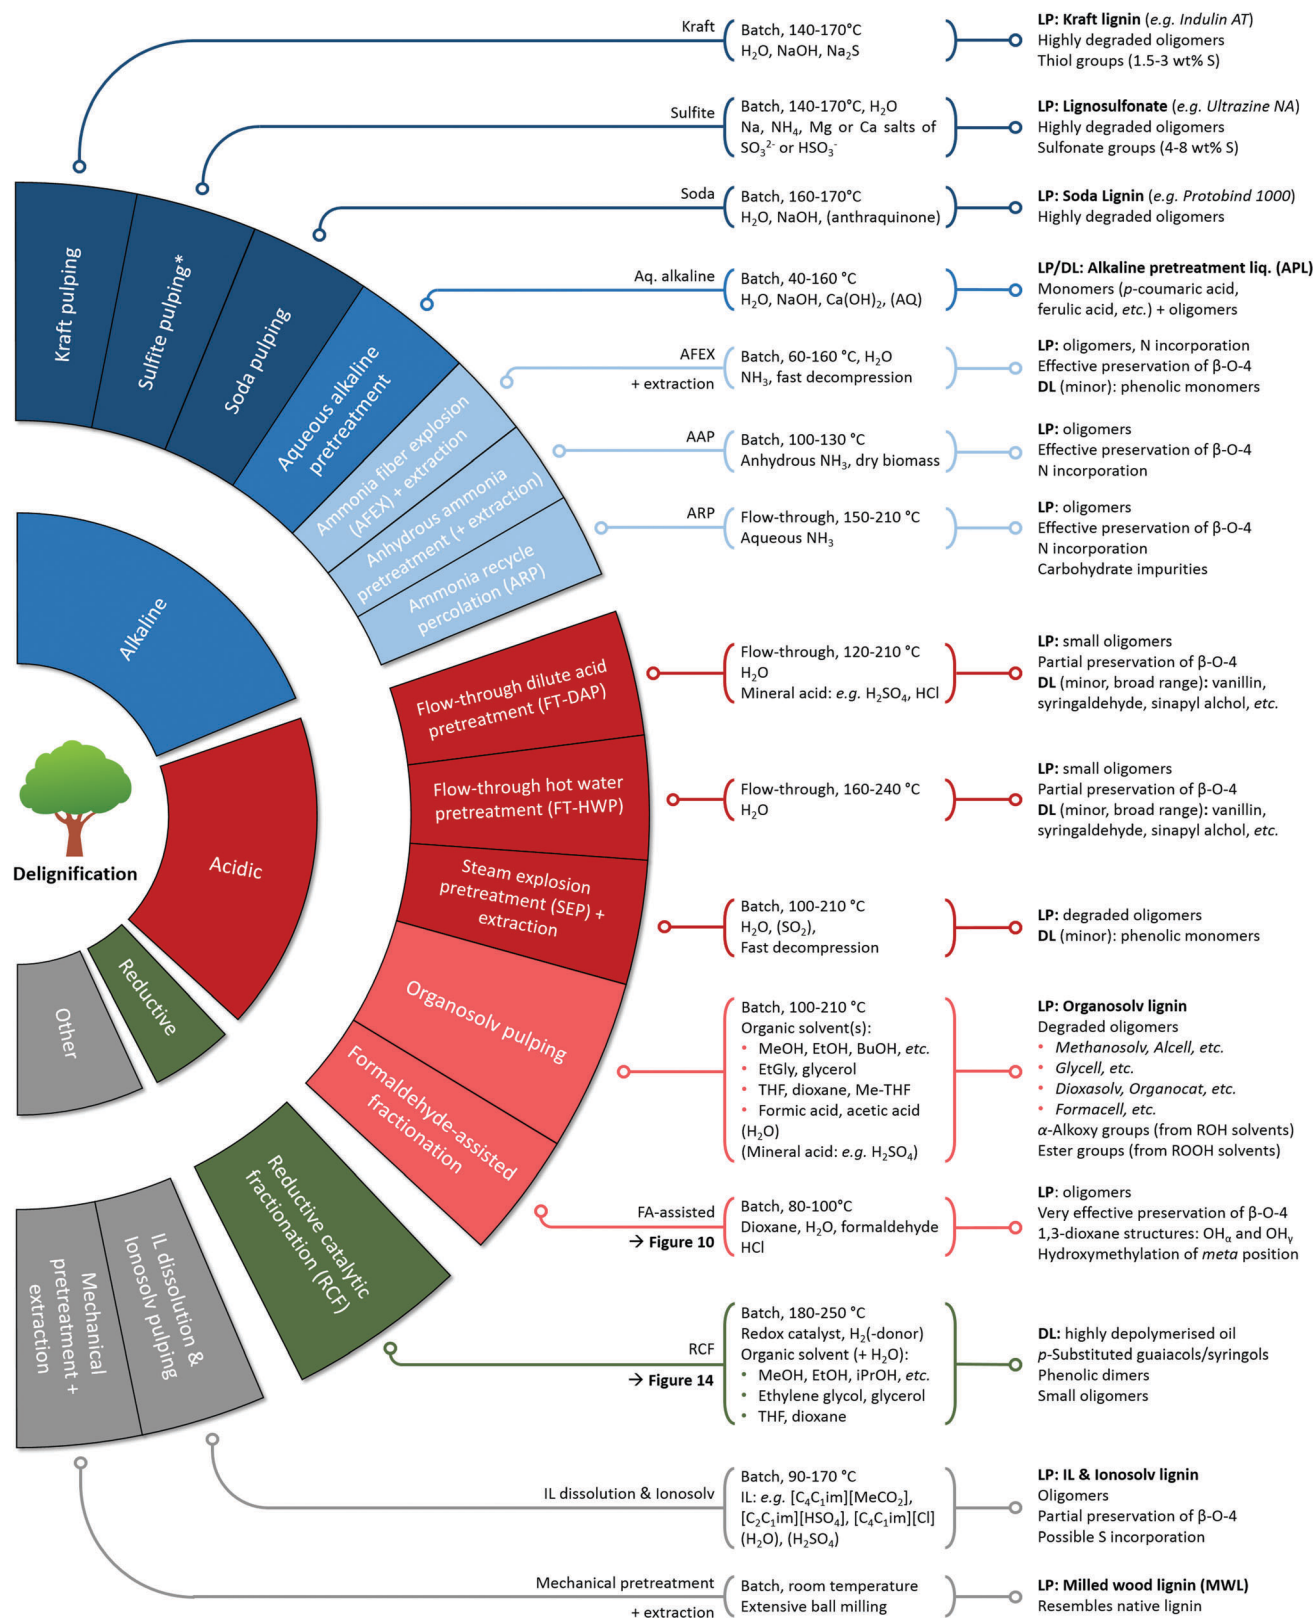 Kraft
Batch, 140-170°C
H₂O, NaOH, Na₂S
LP: Kraft lignin (e.g. Indulin AT)
Highly degraded oligomers
Thiol groups (1.5-3 wt% S)
Sulfite
Batch, 140-170°C, H₂O
Na, NH₄, Mg or Ca salts of
SO₃²⁻ or HSO₃⁻
LP: Lignosulfonate (e.g. Ultrazine NA)
Highly degraded oligomers
Sulfonate groups (4-8 wt% S)
Soda
Batch, 160-170°C
H₂O, NaOH, (anthraquinone)
LP: Soda Lignin (e.g. Protobind 1000)
Highly degraded oligomers
Aq. alkaline
Batch, 40-160 °C
H₂O, NaOH, Ca(OH)₂, (AQ)
LP/DL: Alkaline pretreatment liq. (APL)
Monomers (p-coumaric acid,
ferulic acid, etc.) + oligomers
AFEX
+ extraction
Batch, 60-160 °C, H₂O
NH₃, fast decompression
LP: oligomers, N incorporation
Effective preservation of β-O-4
DL (minor): phenolic monomers
AAP
Batch, 100-130 °C
Anhydrous NH₃, dry biomass
LP: oligomers
Effective preservation of β-O-4
N incorporation
ARP
Flow-through, 150-210 °C
Aqueous NH₃
LP: oligomers
Effective preservation of β-O-4
N incorporation
Carbohydrate impurities
Flow-through, 120-210 °C
H₂O
Mineral acid: e.g. H₂SO₄, HCl
LP: small oligomers
Partial preservation of β-O-4
DL (minor, broad range): vanillin,
syringaldehyde, sinapyl alchol, etc.
Flow-through, 160-240 °C
H₂O
LP: small oligomers
Partial preservation of β-O-4
DL (minor, broad range): vanillin,
syringaldehyde, sinapyl alchol, etc.
Batch, 100-210 °C
H₂O, (SO₂),
Fast decompression
LP: degraded oligomers
DL (minor): phenolic monomers
Batch, 100-210 °C
Organic solvent(s):
• MeOH, EtOH, BuOH, etc.
• EtGly, glycerol
• THF, dioxane, Me-THF
• Formic acid, acetic acid
(H₂O)
(Mineral acid: e.g. H₂SO₄)
LP: Organosolv lignin
Degraded oligomers
• Methanosolv, Alcell, etc.
• Glycell, etc.
• Dioxasolv, Organocat, etc.
• Formacell, etc.
α-Alkoxy groups (from ROH solvents)
Ester groups (from ROOH solvents)
FA-assisted
→ Figure 10
Batch, 80-100°C
Dioxane, H₂O, formaldehyde
HCl
LP: oligomers
Very effective preservation of β-O-4
1,3-dioxane structures: OHα and OHγ
Hydroxymethylation of meta position
RCF
→ Figure 14
Batch, 180-250 °C
Redox catalyst, H₂(-donor)
Organic solvent (+ H₂O):
• MeOH, EtOH, iPrOH, etc.
• Ethylene glycol, glycerol
• THF, dioxane
DL: highly depolymerised oil
p-Substituted guaiacols/syringols
Phenolic dimers
Small oligomers
IL dissolution & Ionosolv
Batch, 90-170 °C
IL: e.g. [C₄C₁im][MeCO₂],
[C₂C₁im][HSO₄], [C₄C₁im][Cl]
(H₂O), (H₂SO₄)
LP: IL & Ionosolv lignin
Oligomers
Partial preservation of β-O-4
Possible S incorporation
Mechanical pretreatment
+ extraction
Batch, room temperature
Extensive ball milling
LP: Milled wood lignin (MWL)
Resembles native lignin
Kraft pulping
Sulfite pulping*
Soda pulping
Aqueous alkaline
pretreatment
Ammonia fiber explosion
(AFEX) + extraction
Anhydrous ammonia
pretreatment (+ extraction)
Ammonia recycle
percolation (ARP)
Flow-through dilute acid
pretreatment (FT-DAP)
Flow-through hot water
pretreatment (FT-HWP)
Steam explosion
pretreatment (SEP) +
extraction
Organosolv pulping
Formaldehyde-assisted
fractionation
Reductive catalytic
fractionation (RCF)
IL dissolution &
Ionosolv pulping
Mechanical
pretreatment +
extraction
Alkaline
Acidic
Reductive
Other
Delignification